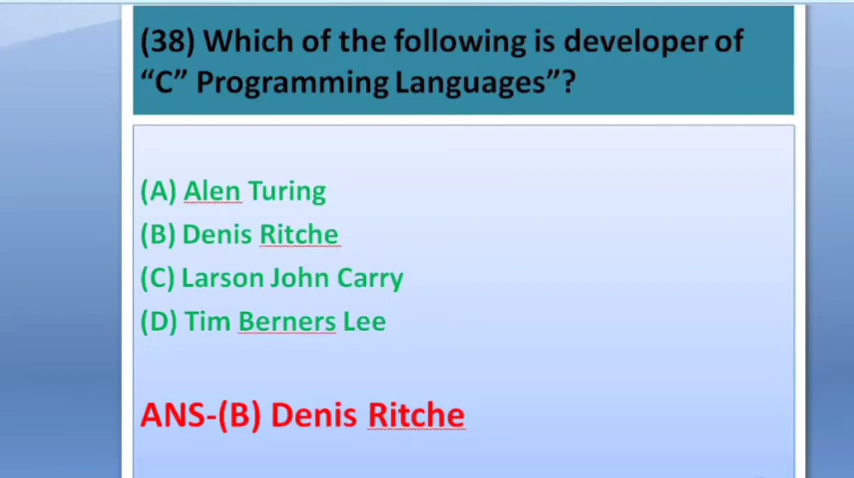 (38) Which of the following is developer of
“C” Programming Languages”?
(A) Alen Turing
(B) Denis Ritche
(C) Larson John Carry
(D) Tim Berners Lee
ANS-(B) Denis Ritche